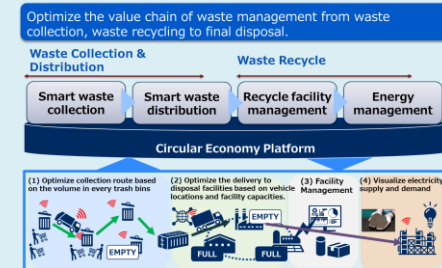 Optimize the value chain of waste management from waste
collection, waste recycling to final disposal.
Waste Collection &
Distribution
Waste Recycle
Smart waste
collection
Smart waste
distribution
Recycle facility
management
Energy
management
Circular Economy Platform
(1) Optimize collection route based
on the volume in every trash bins
(2) Optimize the delivery to
disposal facilities based on vehicle
locations and facility capacities.
(3) Facility
Management
(4) Visualize electricity
supply and demand
EMPTY
EMPTY
FULL
FULL